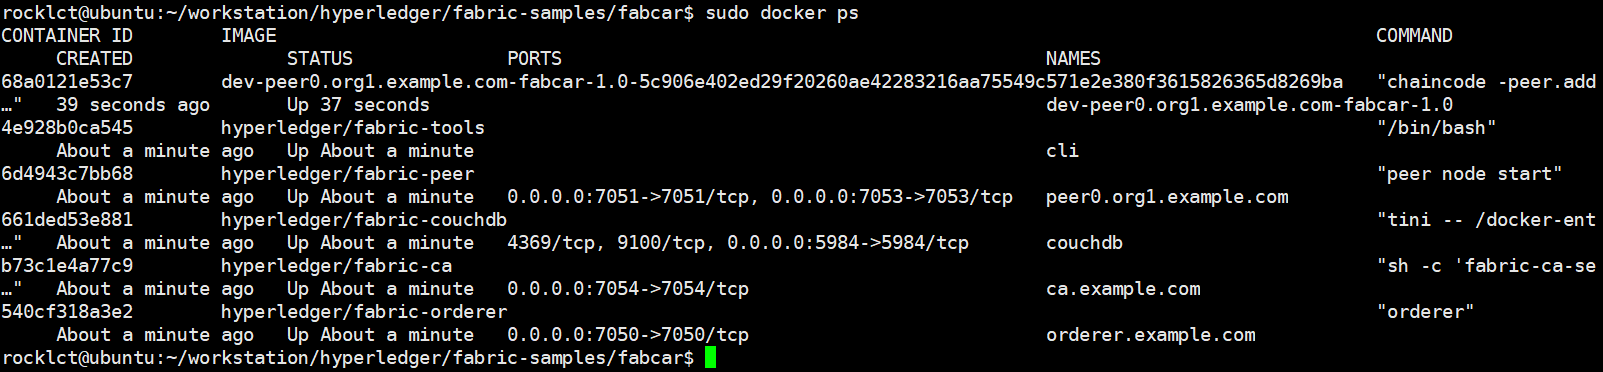 rocklct@ubuntu:~/workstation/hyperledger/fabric-samples/fabcar$ sudo docker ps
CONTAINER ID        IMAGE                                                                                                    COMMAND
     CREATED              STATUS              PORTS                                            NAMES
68a0121e53c7        dev-peer0.org1.example.com-fabcar-1.0-5c906e402ed29f20260ae42283216aa75549c571e2e380f3615826365d8269ba   "chaincode -peer.add
…"   39 seconds ago       Up 37 seconds                                                        dev-peer0.org1.example.com-fabcar-1.0
4e928b0ca545        hyperledger/fabric-tools                                                                                 "/bin/bash"
     About a minute ago   Up About a minute                                                    cli
6d4943c7bb68        hyperledger/fabric-peer                                                                                  "peer node start"
     About a minute ago   Up About a minute   0.0.0.0:7051->7051/tcp, 0.0.0.0:7053->7053/tcp   peer0.org1.example.com
661ded53e881        hyperledger/fabric-couchdb                                                                               "tini -- /docker-ent
…"   About a minute ago   Up About a minute   4369/tcp, 9100/tcp, 0.0.0.0:5984->5984/tcp       couchdb
b73c1e4a77c9        hyperledger/fabric-ca                                                                                    "sh -c 'fabric-ca-se
…"   About a minute ago   Up About a minute   0.0.0.0:7054->7054/tcp                           ca.example.com
540cf318a3e2        hyperledger/fabric-orderer                                                                               "orderer"
     About a minute ago   Up About a minute   0.0.0.0:7050->7050/tcp                           orderer.example.com
rocklct@ubuntu:~/workstation/hyperledger/fabric-samples/fabcar$